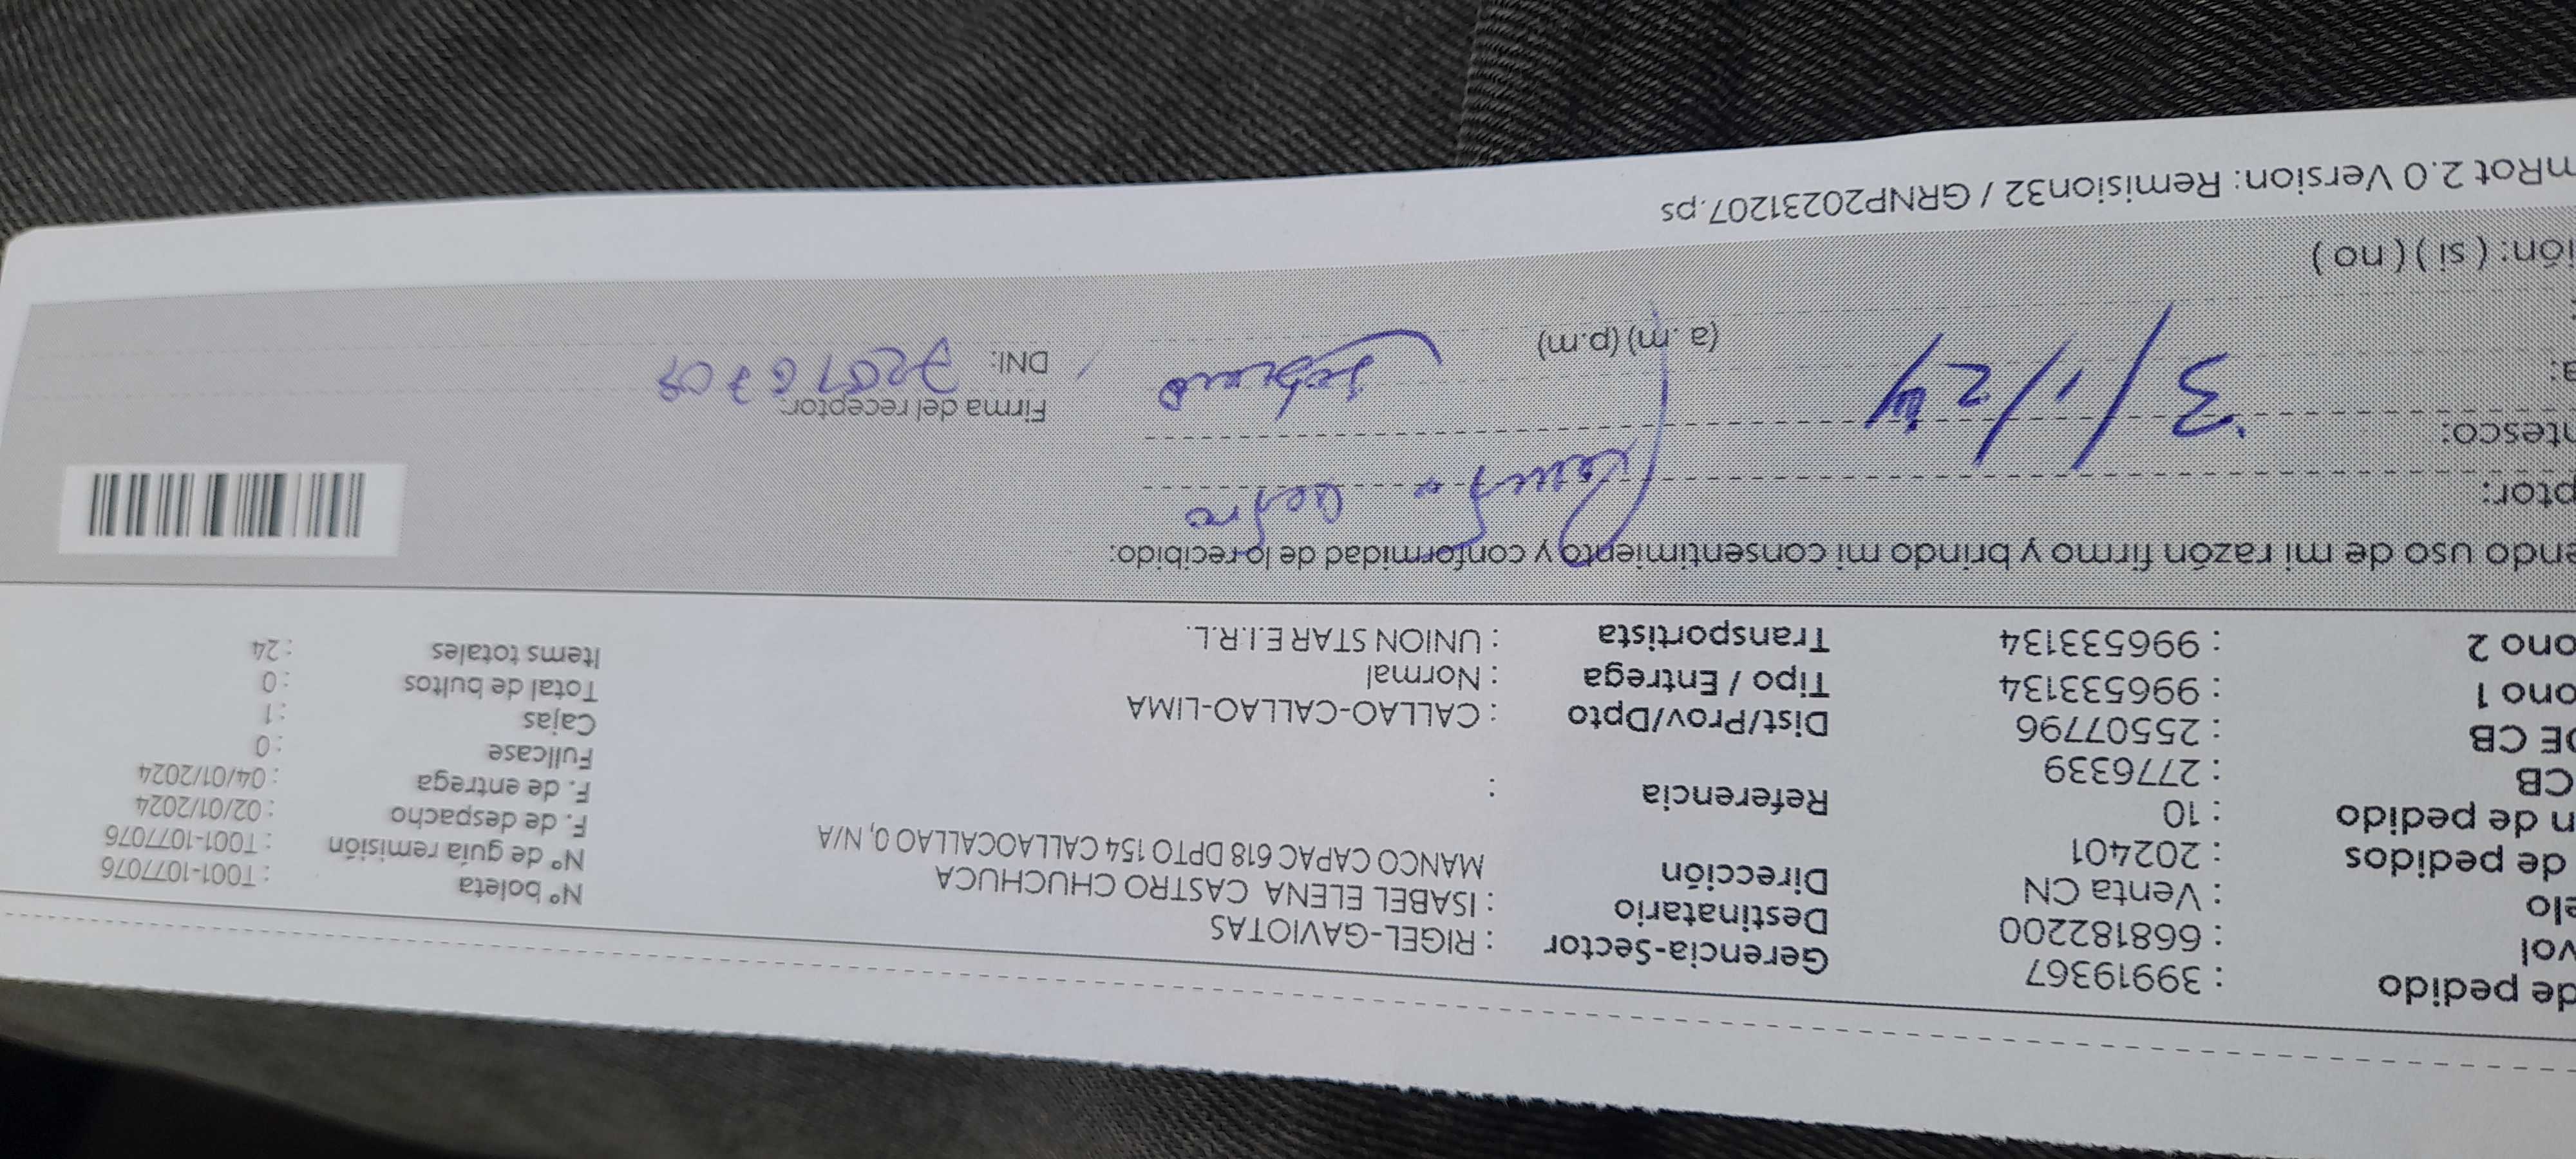 de pedido : 39919367 Gerencia-Sector : RIGEL-GAVIOTAS Nº boleta : T001-1077076
vol : 668182200 Destinatario : ISABEL ELENA CASTRO CHUCHUCA Nº de guía remisión : T001-1077076
elo : Venta CN Dirección MANCO CAPAC 618 DPTO 154 CALLAOCALLAO 0, N/A F. de despacho : 02/01/2024
de pedidos : 202401 F. de entrega : 04/01/2024
n de pedido : 10 Referencia : Fullcase : 0
CB : 2776339 Cajas : 1
DE CB : 25507796 Dist/Prov/Dpto : CALLAO-CALLAO-LIMA Total de bultos : 0
ono 1 : 996533134 Tipo / Entrega : Normal Items totales : 24
ono 2 : 996533134 Transportista : UNION STAR E.I.R.L.
endo uso de mi razón firmo y brindo mi consentimiento y conformidad de lo recibido:
ptor:
ntesco:
a: 3/1/24 (a .m) (p.m) Firma del receptor:
DNI:
ión: ( si ) ( no )
mRot 2.0 Version: Remision32 / GRNP20231207.ps